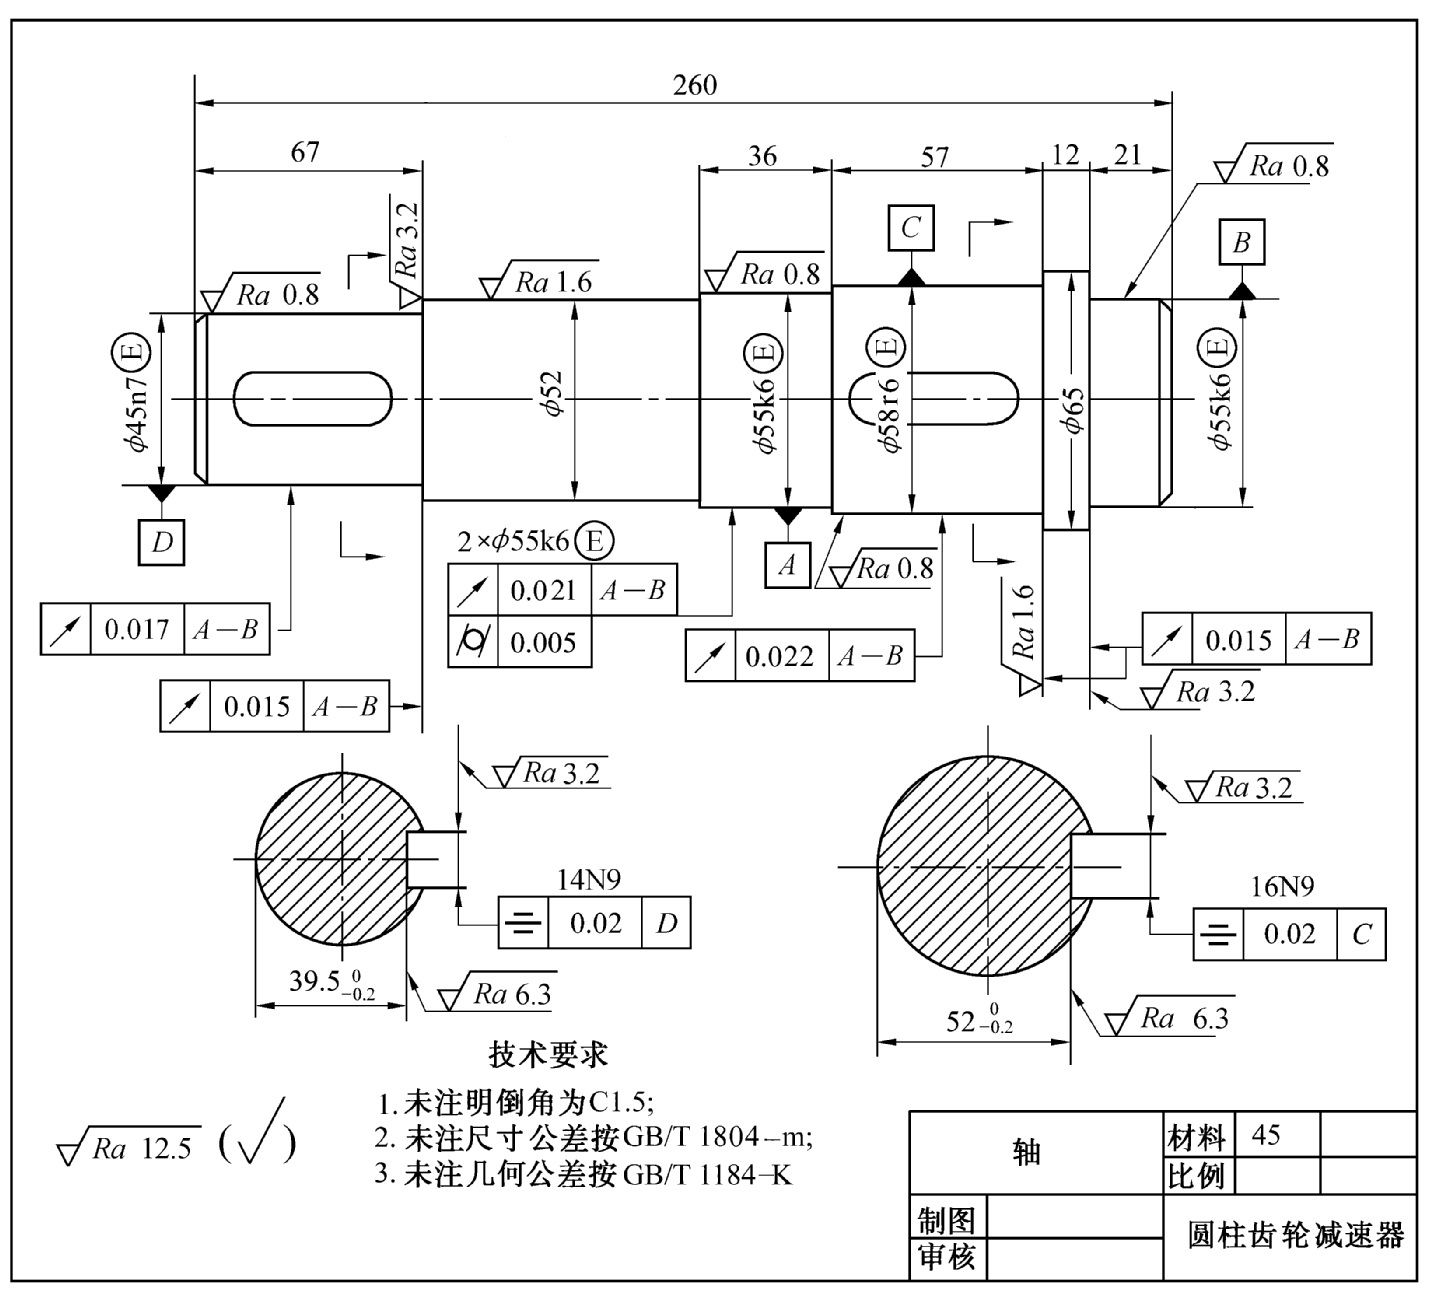 260
67
36
57
12
21
Ra 0.8
C
B
Ra 3.2
Ra 0.8
Ra 1.6
Ra 0.8
ϕ45n7 Ⓔ
ϕ52
ϕ55k6 Ⓔ
ϕ58r6 Ⓔ
ϕ65
ϕ55k6 Ⓔ
D
2×ϕ55k6 Ⓔ
A
Ra 0.8
0.021 A－B
0.005
0.017 A－B
0.022 A－B
Ra 1.6
0.015 A－B
0.015 A－B
Ra 3.2
Ra 3.2
Ra 3.2
14N9
0.02 D
16N9
0.02 C
39.5 0 −0.2
Ra 6.3
52 0 −0.2
Ra 6.3
技术要求
1. 未注明倒角为C1.5;
2. 未注尺寸公差按GB/T 1804－m;
3. 未注几何公差按GB/T 1184－K
Ra 12.5 (√)
轴
材料 45
比例
制图
审核
圆柱齿轮减速器